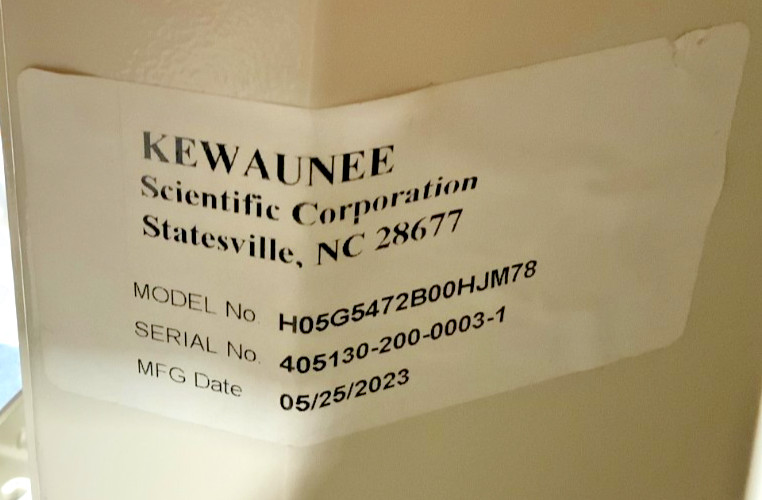 KEWAUNEE
Scientific Corporation
Statesville, NC 28677
MODEL No. H05G5472B00HJM78
SERIAL No. 405130-200-0003-1
MFG Date 05/25/2023